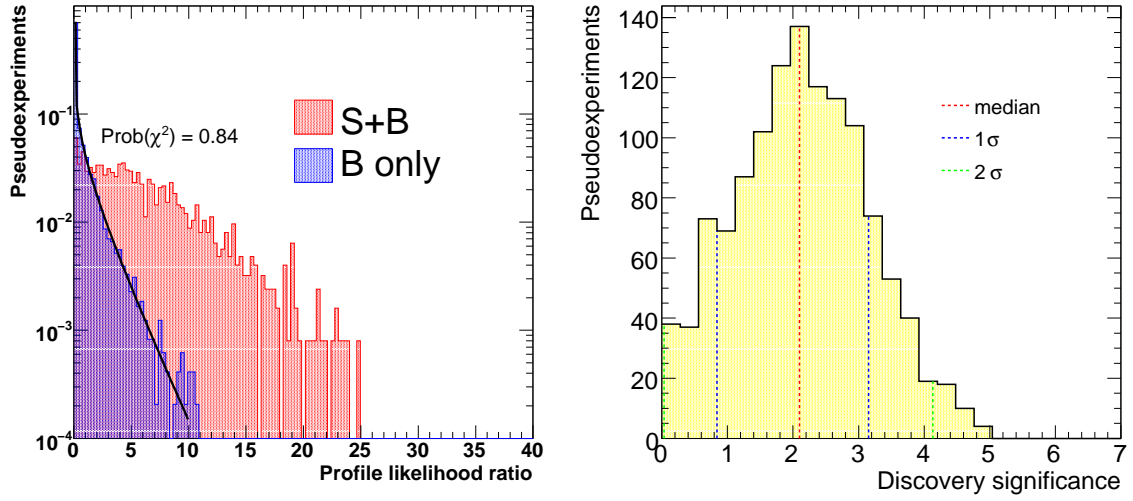 Pseudoexperiments
10⁻¹
10⁻²
10⁻³
10⁻⁴
Prob(χ²) = 0.84
S+B
B only
0 5 10 15 20 25 30 35 40
Profile likelihood ratio
Pseudoexperiments
140
120
100
80
60
40
20
0
median
1σ
2 σ
0 1 2 3 4 5 6 7
Discovery significance